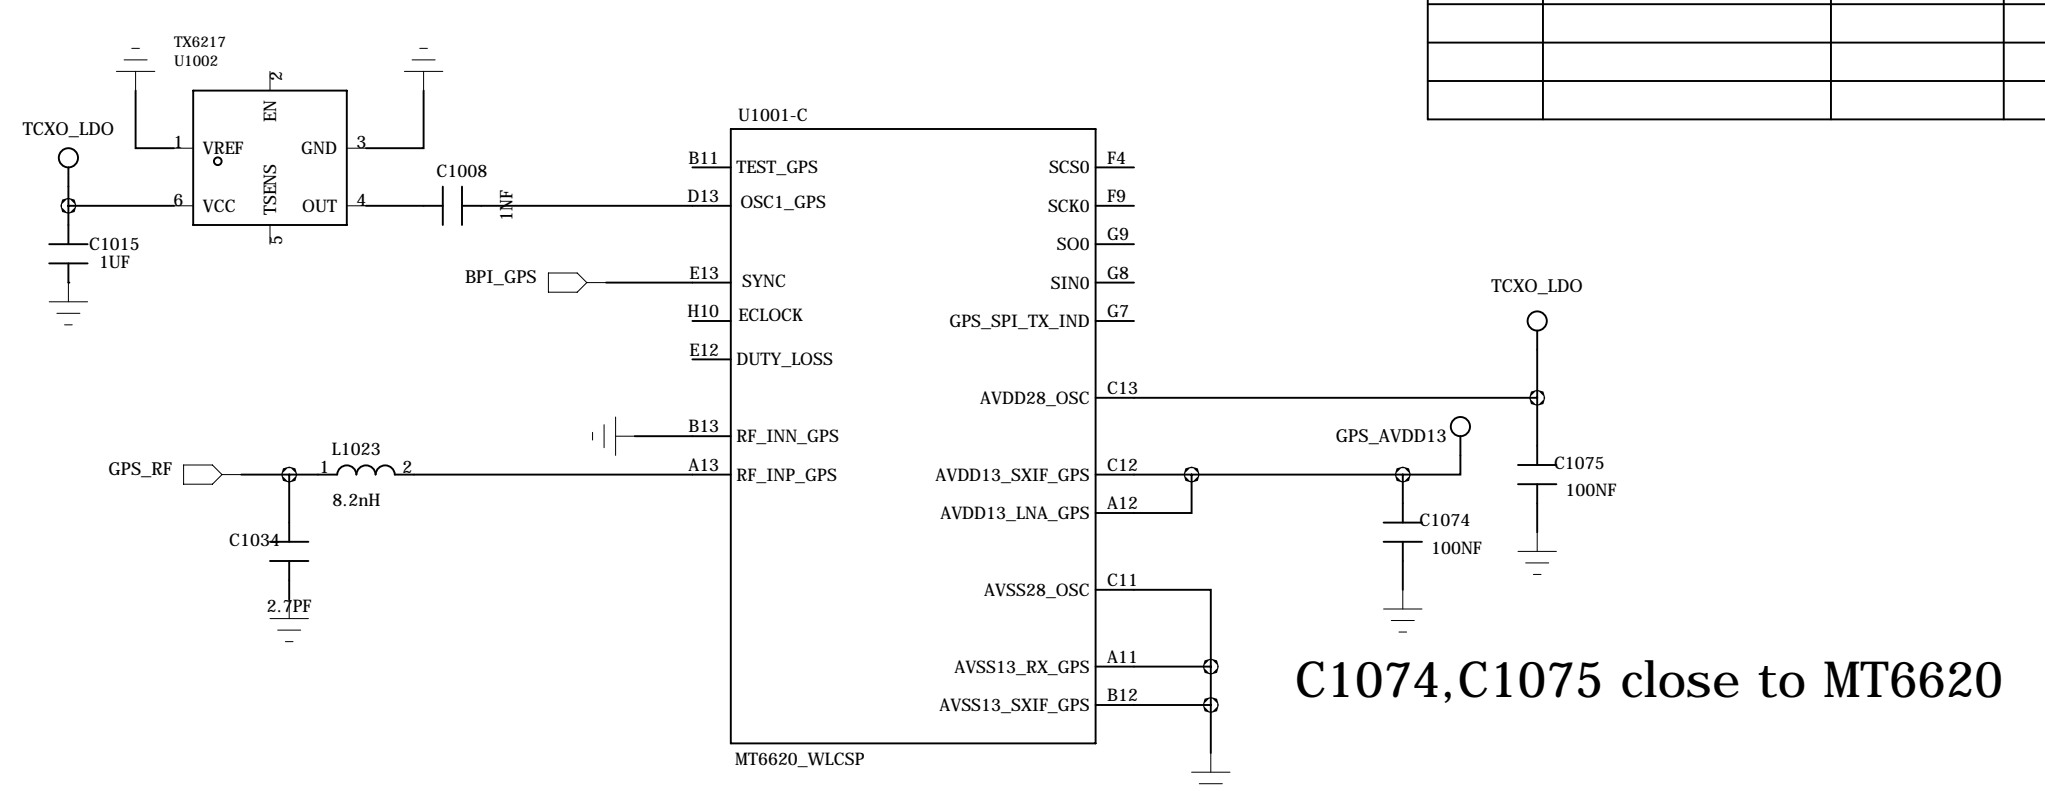 TX6217
U1002
2
EN
TCXO_LDO
1
VREF
GND
3
TSENS
6
VCC
OUT
4
5
C1015
1UF
C1008
1NF
U1001-C
B11
TEST_GPS
D13
OSC1_GPS
BPI_GPS
E13
SYNC
H10
ECLOCK
E12
DUTY_LOSS
B13
RF_INN_GPS
GPS_RF
1
L1023
2
8.2nH
A13
RF_INP_GPS
C1034
2.7PF
SCS0
F4
SCK0
F9
SO0
G9
SIN0
G8
GPS_SPI_TX_IND
G7
TCXO_LDO
AVDD28_OSC
C13
GPS_AVDD13
AVDD13_SXIF_GPS
C12
C1075
100NF
AVDD13_LNA_GPS
A12
C1074
100NF
AVSS28_OSC
C11
AVSS13_RX_GPS
A11
AVSS13_SXIF_GPS
B12
C1074,C1075 close to MT6620
MT6620_WLCSP